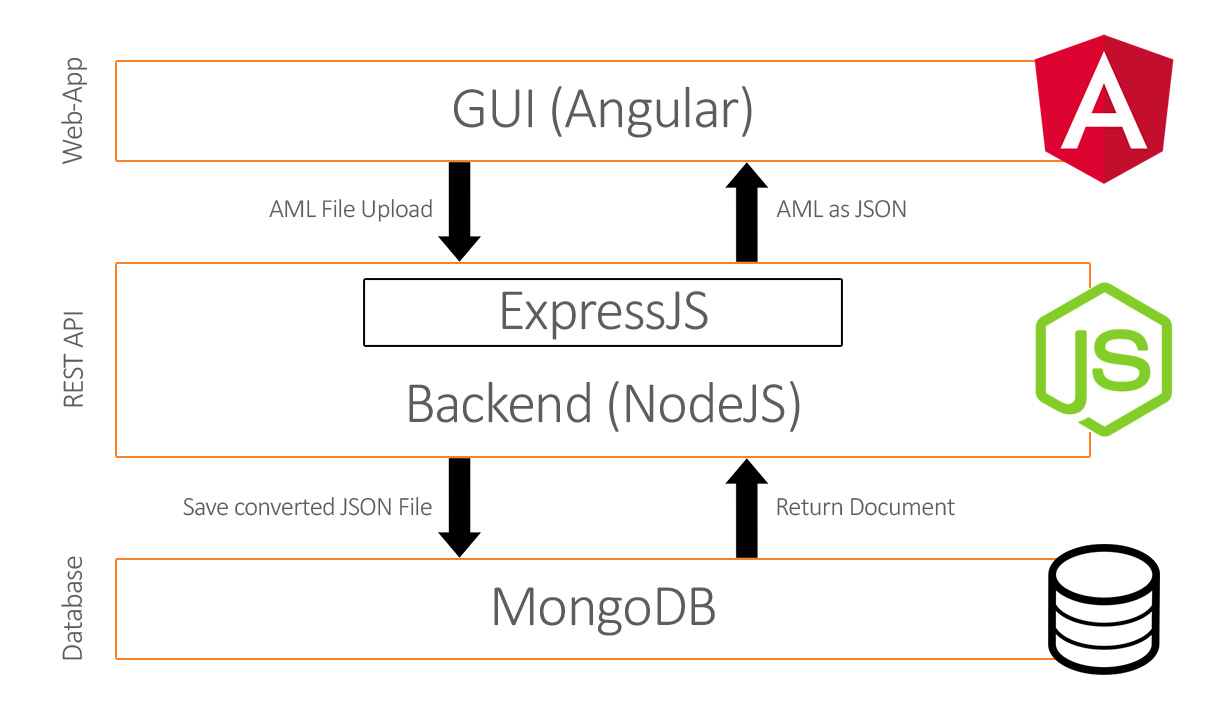 Web-App
GUI (Angular)
A
AML File Upload
AML as JSON
REST API
ExpressJS
Backend (NodeJS)
JS
Save converted JSON File
Return Document
Database
MongoDB